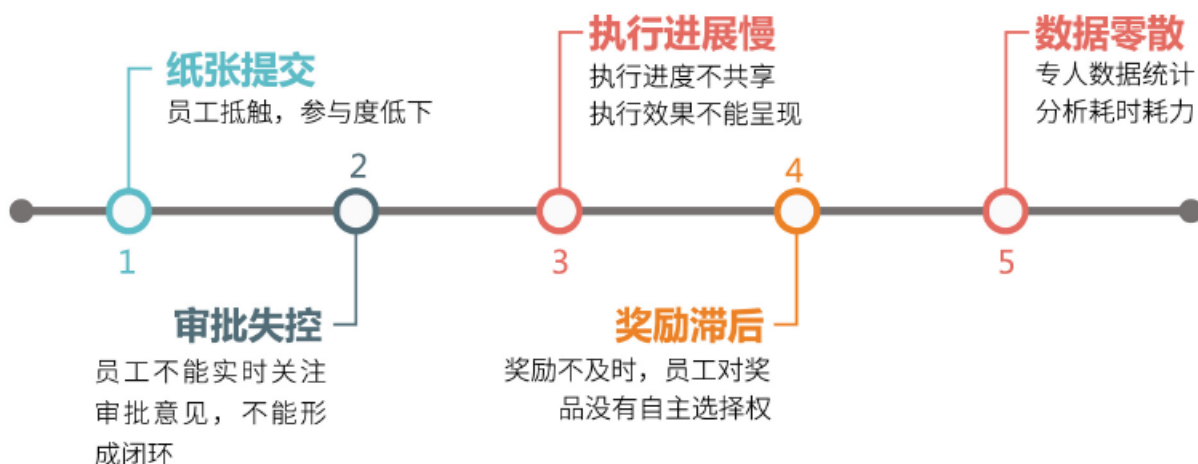 纸张提交
员工抵触，参与度低下
1
2
审批失控
员工不能实时关注
审批意见，不能形
成闭环
执行进展慢
执行进度不共享
执行效果不能呈现
3
4
奖励滞后
奖励不及时，员工对奖
品没有自主选择权
数据零散
专人数据统计
分析耗时耗力
5